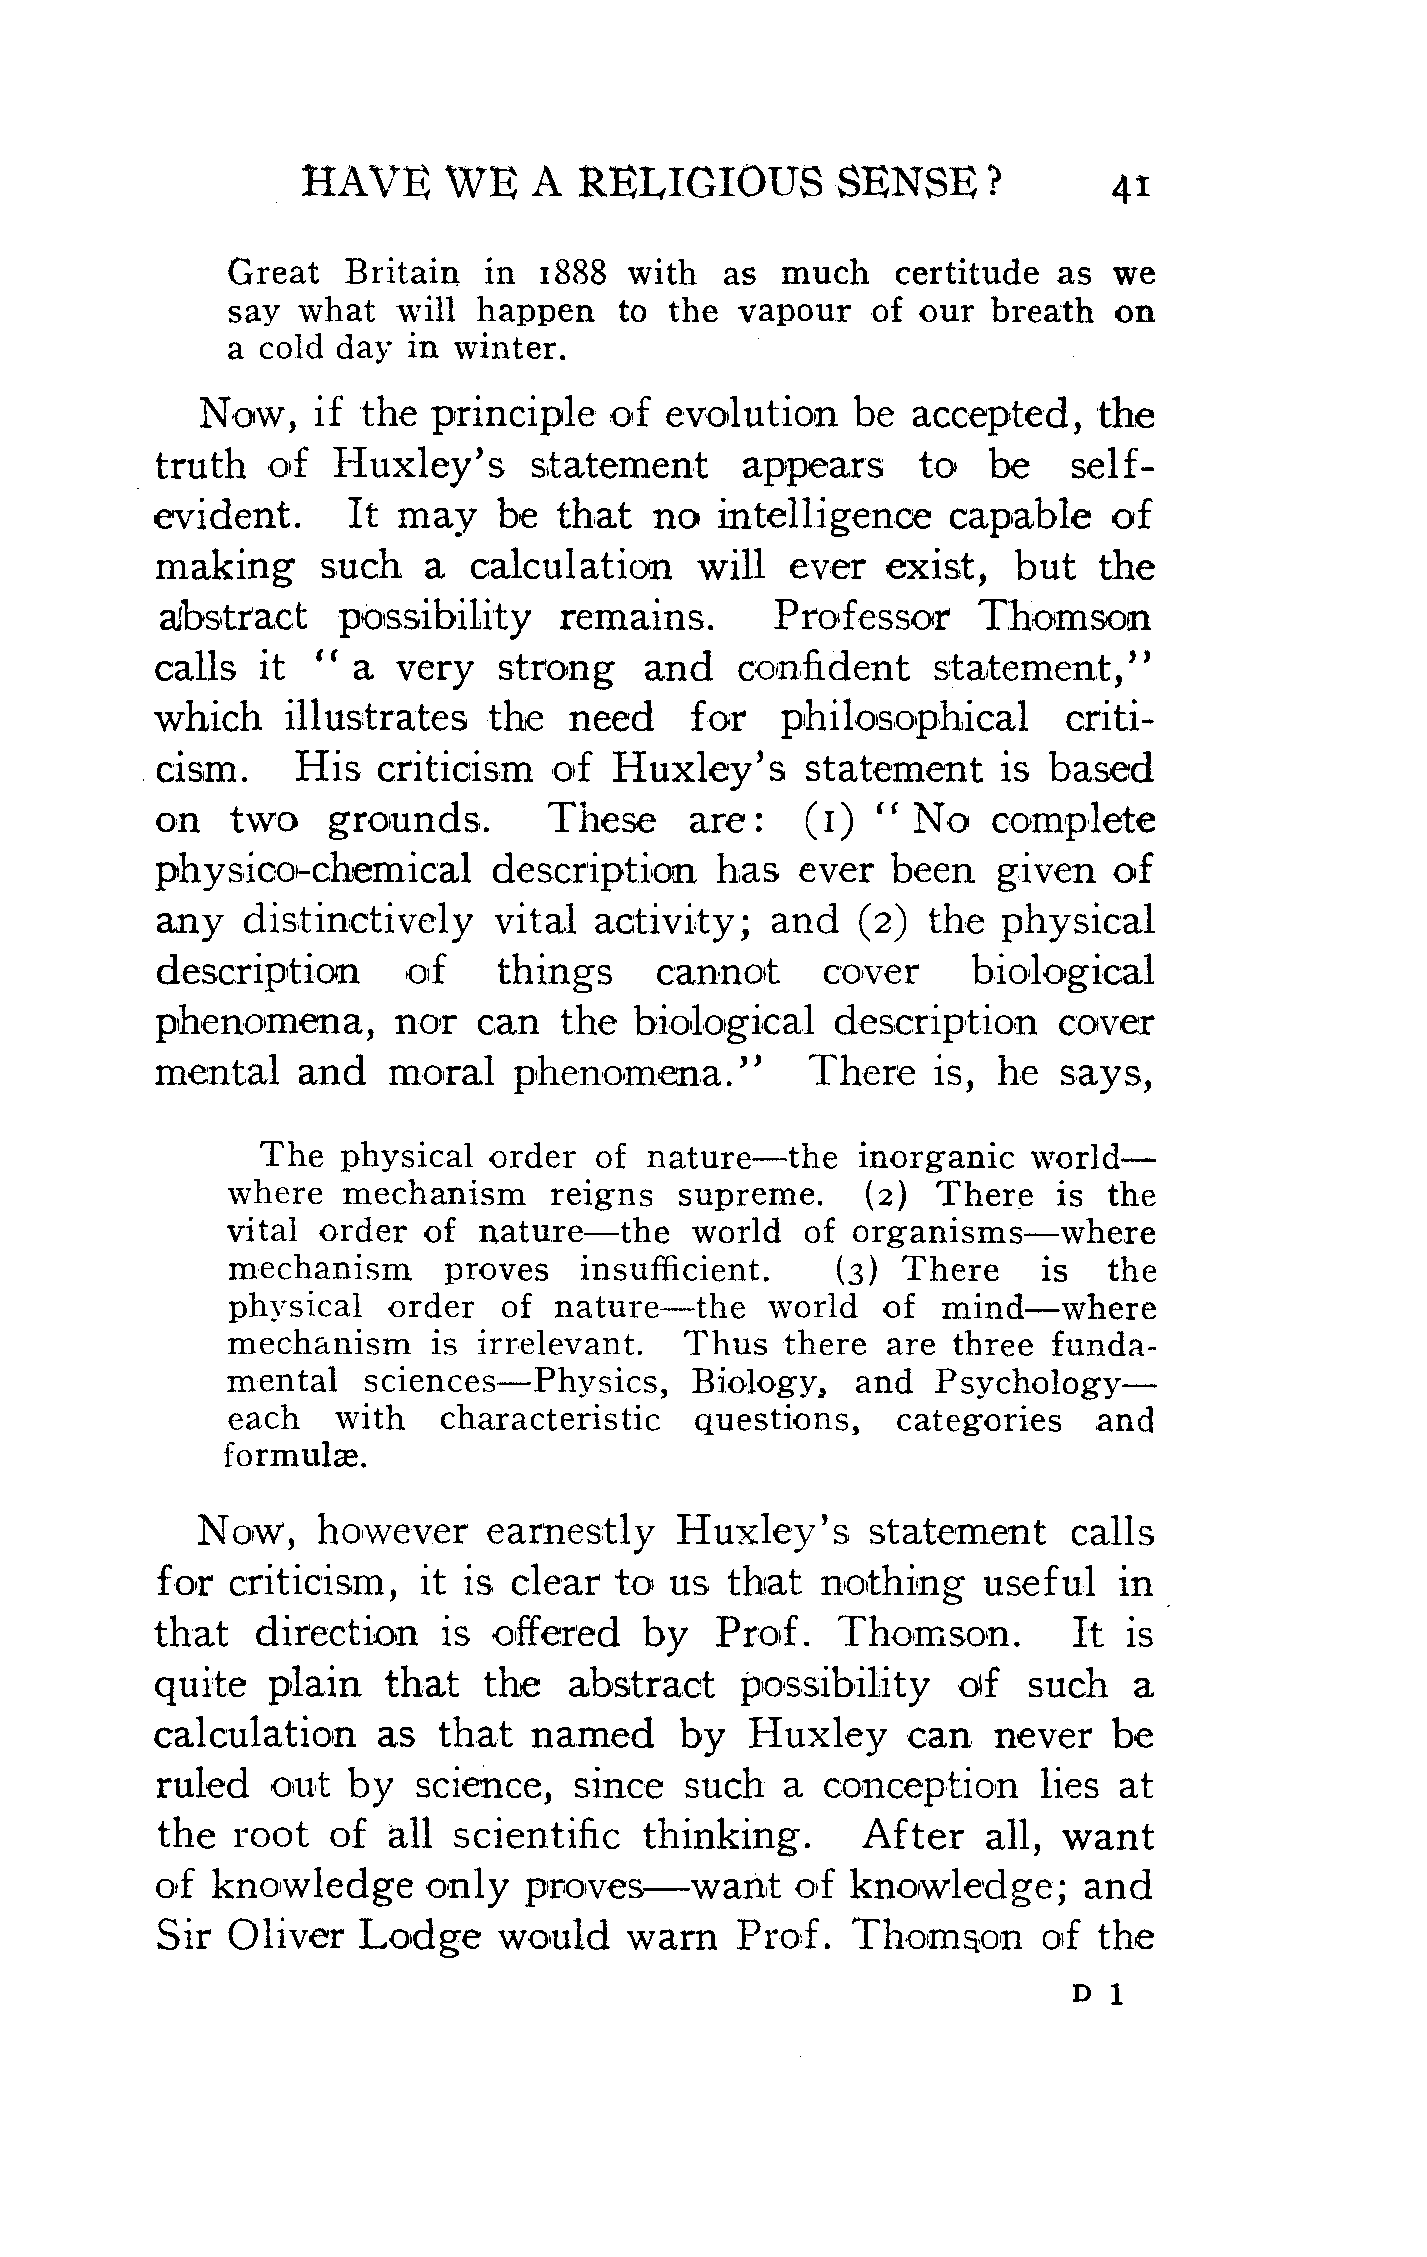 HAVE WE A RELIGIOUS SENSE? 41
Great Britain in 1888 with as much certitude as we
say what will happen to the vapour of our breath on
a cold day in winter.
Now, if the principle of evolution be accepted, the
truth of Huxley's statement appears to be self-
evident. It may be that no intelligence capable of
making such a calculation will ever exist, but the
abstract possibility remains. Professor Thomson
calls it "a very strong and confident statement,"
which illustrates the need for philosophical criti-
cism. His criticism of Huxley's statement is based
on two grounds. These are: (1) "No complete
physico-chemical description has ever been given of
any distinctively vital activity; and (2) the physical
description of things cannot cover biological
phenomena, nor can the biological description cover
mental and moral phenomena." There is, he says,
The physical order of nature—the inorganic world—
where mechanism reigns supreme. (2) There is the
vital order of nature—the world of organisms—where
mechanism proves insufficient. (3) There is the
physical order of nature—the world of mind—where
mechanism is irrelevant. Thus there are three funda-
mental sciences—Physics, Biology, and Psychology—
each with characteristic questions, categories and
formulæ.
Now, however earnestly Huxley's statement calls
for criticism, it is clear to us that nothing useful in
that direction is offered by Prof. Thomson. It is
quite plain that the abstract possibility of such a
calculation as that named by Huxley can never be
ruled out by science, since such a conception lies at
the root of all scientific thinking. After all, want
of knowledge only proves—want of knowledge; and
Sir Oliver Lodge would warn Prof. Thomson of the
D 1